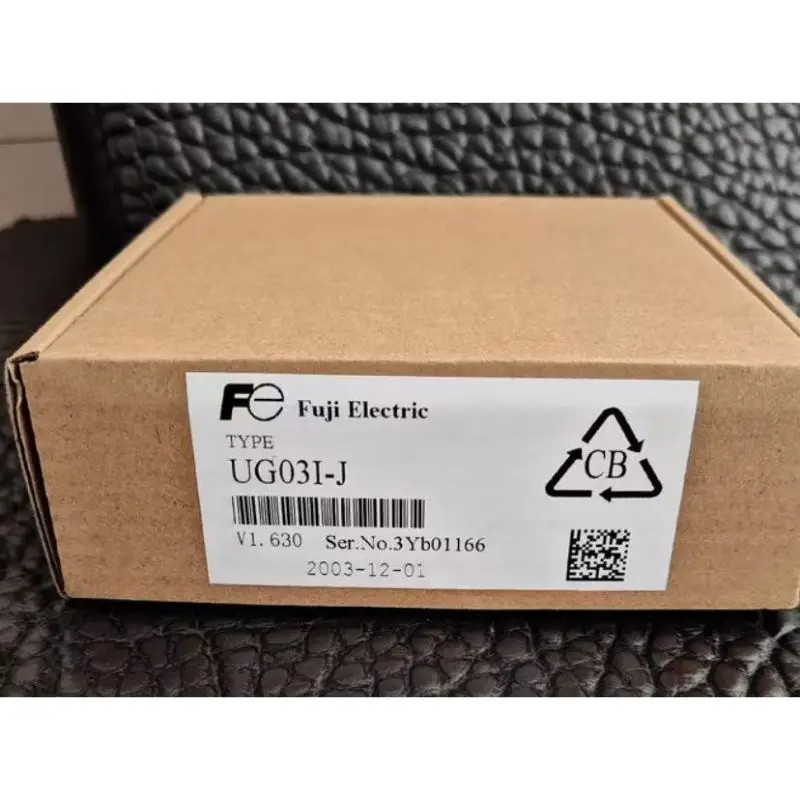 Fe Fuji Electric
TYPE
UG03I-J
V1.630 Ser.No.3Yb01166
2003-12-01
CB